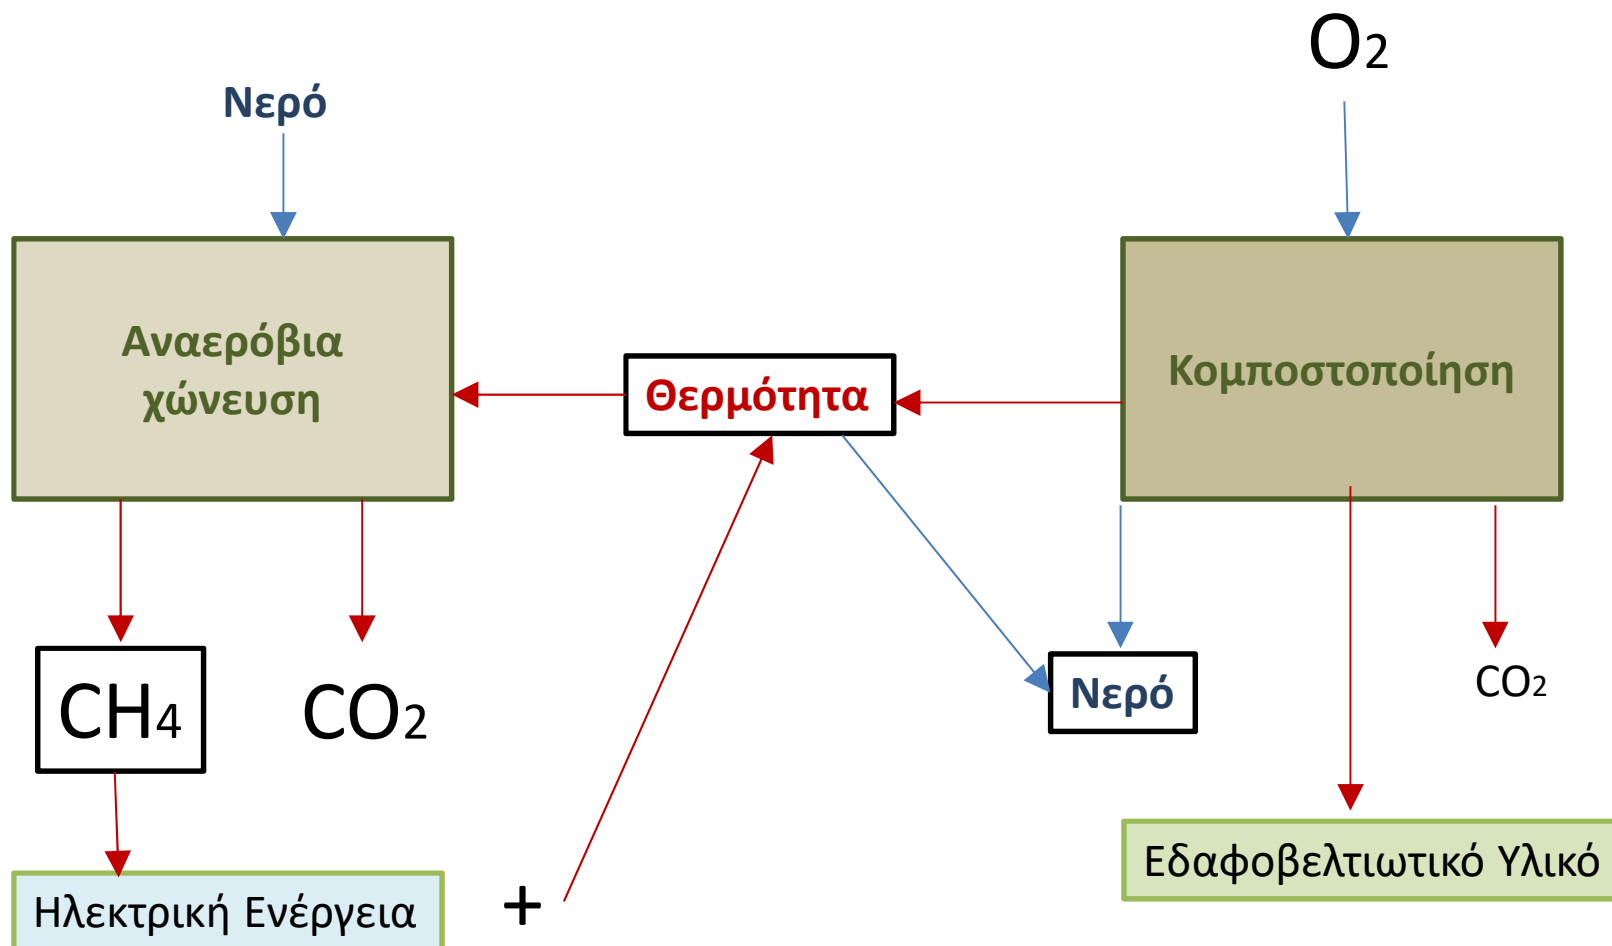 O2
Νερό
Αναερόβια
χώνευση
Θερμότητα
Κομποστοποίηση
CH4
CO2
Νερό
CO2
Εδαφοβελτιωτικό Υλικό
Ηλεκτρική Ενέργεια
+